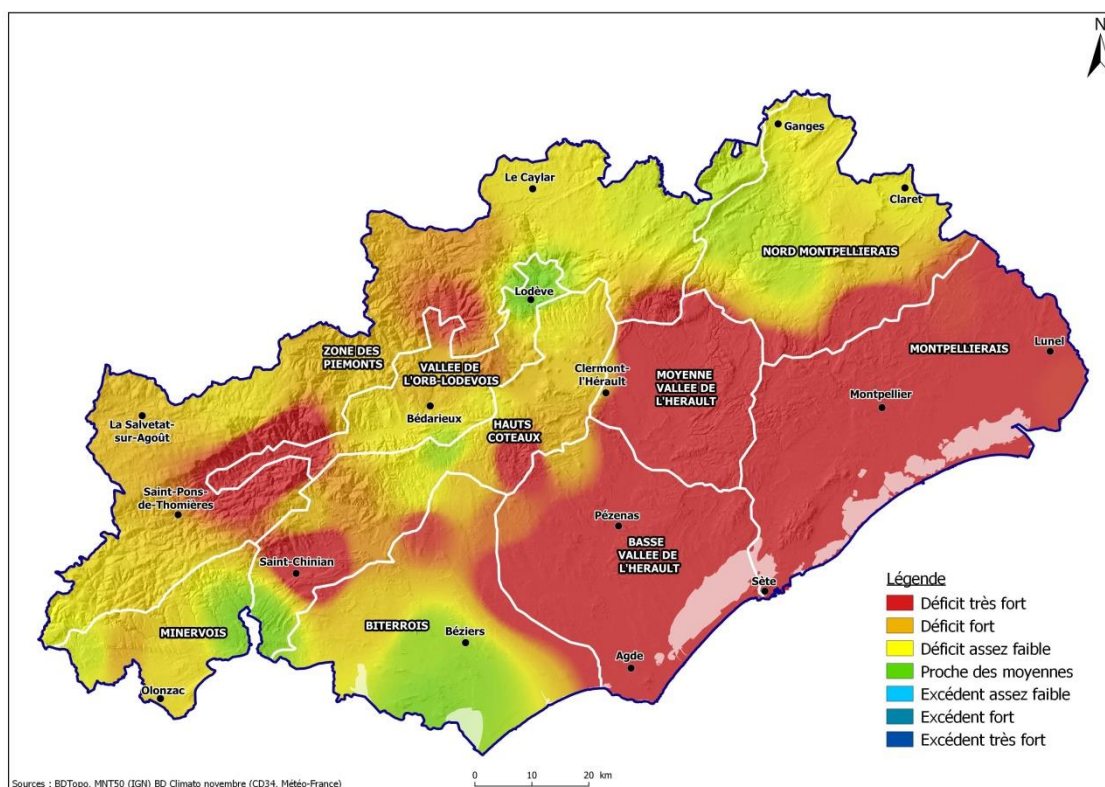 N
Ganges
Le Caylar
Claret
NORD MONTPELLIERAIS
Lodève
ZONE DES
PIEMONTS
VALLEE DE
L'ORB-LODEVOIS
MONTPELLIERAIS
Lunel
Clermont-
l'Hérault
MOYENNE
VALLEE DE
L'HERAULT
Montpellier
La Salvetat-
sur-Agoût
Bédarieux
HAUTS
COTEAUX
Saint-Pons-
de-Thomières
Pézenas
BASSE
VALLEE DE
L'HERAULT
Saint-Chinian
Sète
MINERVOIS
BITERROIS
Béziers
Agde
Olonzac
Légende
Déficit très fort
Déficit fort
Déficit assez faible
Proche des moyennes
Excédent assez faible
Excédent fort
Excédent très fort
0 10 20 km
Sources : BDTopo, MNT50 (IGN) BD Climato novembre (CD34, Météo-France)